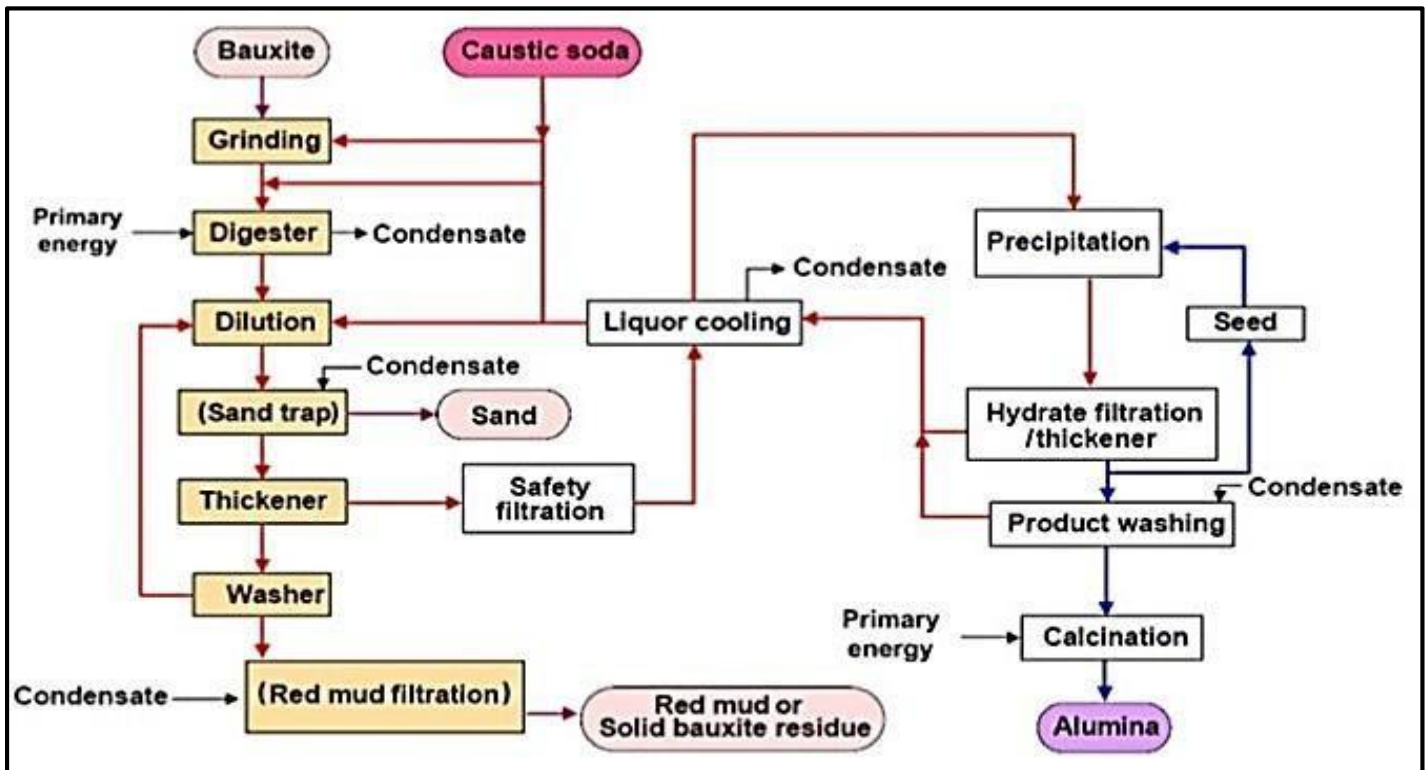 Bauxite
Caustic soda
Grinding
Primary
energy
Digester
Condensate
Precipitation
Condensate
Dilution
Liquor cooling
Seed
Condensate
(Sand trap)
Sand
Hydrate filtration
/thickener
Thickener
Safety
filtration
Condensate
Product washing
Washer
Primary
energy
Calcination
Condensate
(Red mud filtration)
Red mud or
Solid bauxite residue
Alumina